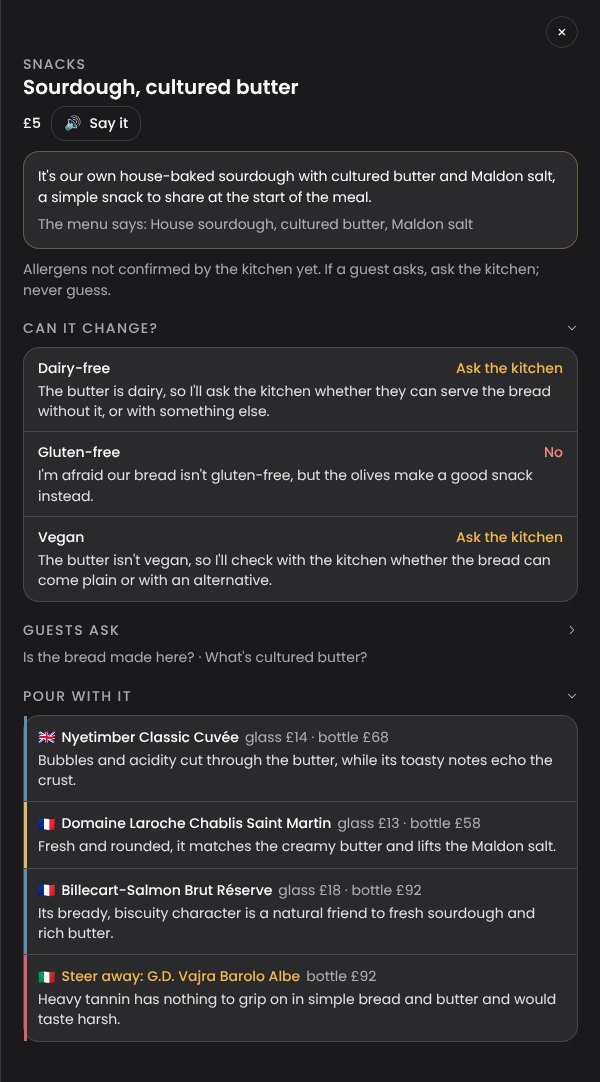 ×
SNACKS
Sourdough, cultured butter
£5 Say it
It's our own house-baked sourdough with cultured butter and Maldon salt,
a simple snack to share at the start of the meal.
The menu says: House sourdough, cultured butter, Maldon salt
Allergens not confirmed by the kitchen yet. If a guest asks, ask the kitchen;
never guess.
CAN IT CHANGE?
Dairy-free Ask the kitchen
The butter is dairy, so I'll ask the kitchen whether they can serve the bread
without it, or with something else.
Gluten-free No
I'm afraid our bread isn't gluten-free, but the olives make a good snack
instead.
Vegan Ask the kitchen
The butter isn't vegan, so I'll check with the kitchen whether the bread can
come plain or with an alternative.
GUESTS ASK
Is the bread made here? · What's cultured butter?
POUR WITH IT
Nyetimber Classic Cuvée glass £14 · bottle £68
Bubbles and acidity cut through the butter, while its toasty notes echo the
crust.
Domaine Laroche Chablis Saint Martin glass £13 · bottle £58
Fresh and rounded, it matches the creamy butter and lifts the Maldon salt.
Billecart-Salmon Brut Réserve glass £18 · bottle £92
Its bready, biscuity character is a natural friend to fresh sourdough and
rich butter.
Steer away: G.D. Vajra Barolo Albe bottle £92
Heavy tannin has nothing to grip on in simple bread and butter and would
taste harsh.